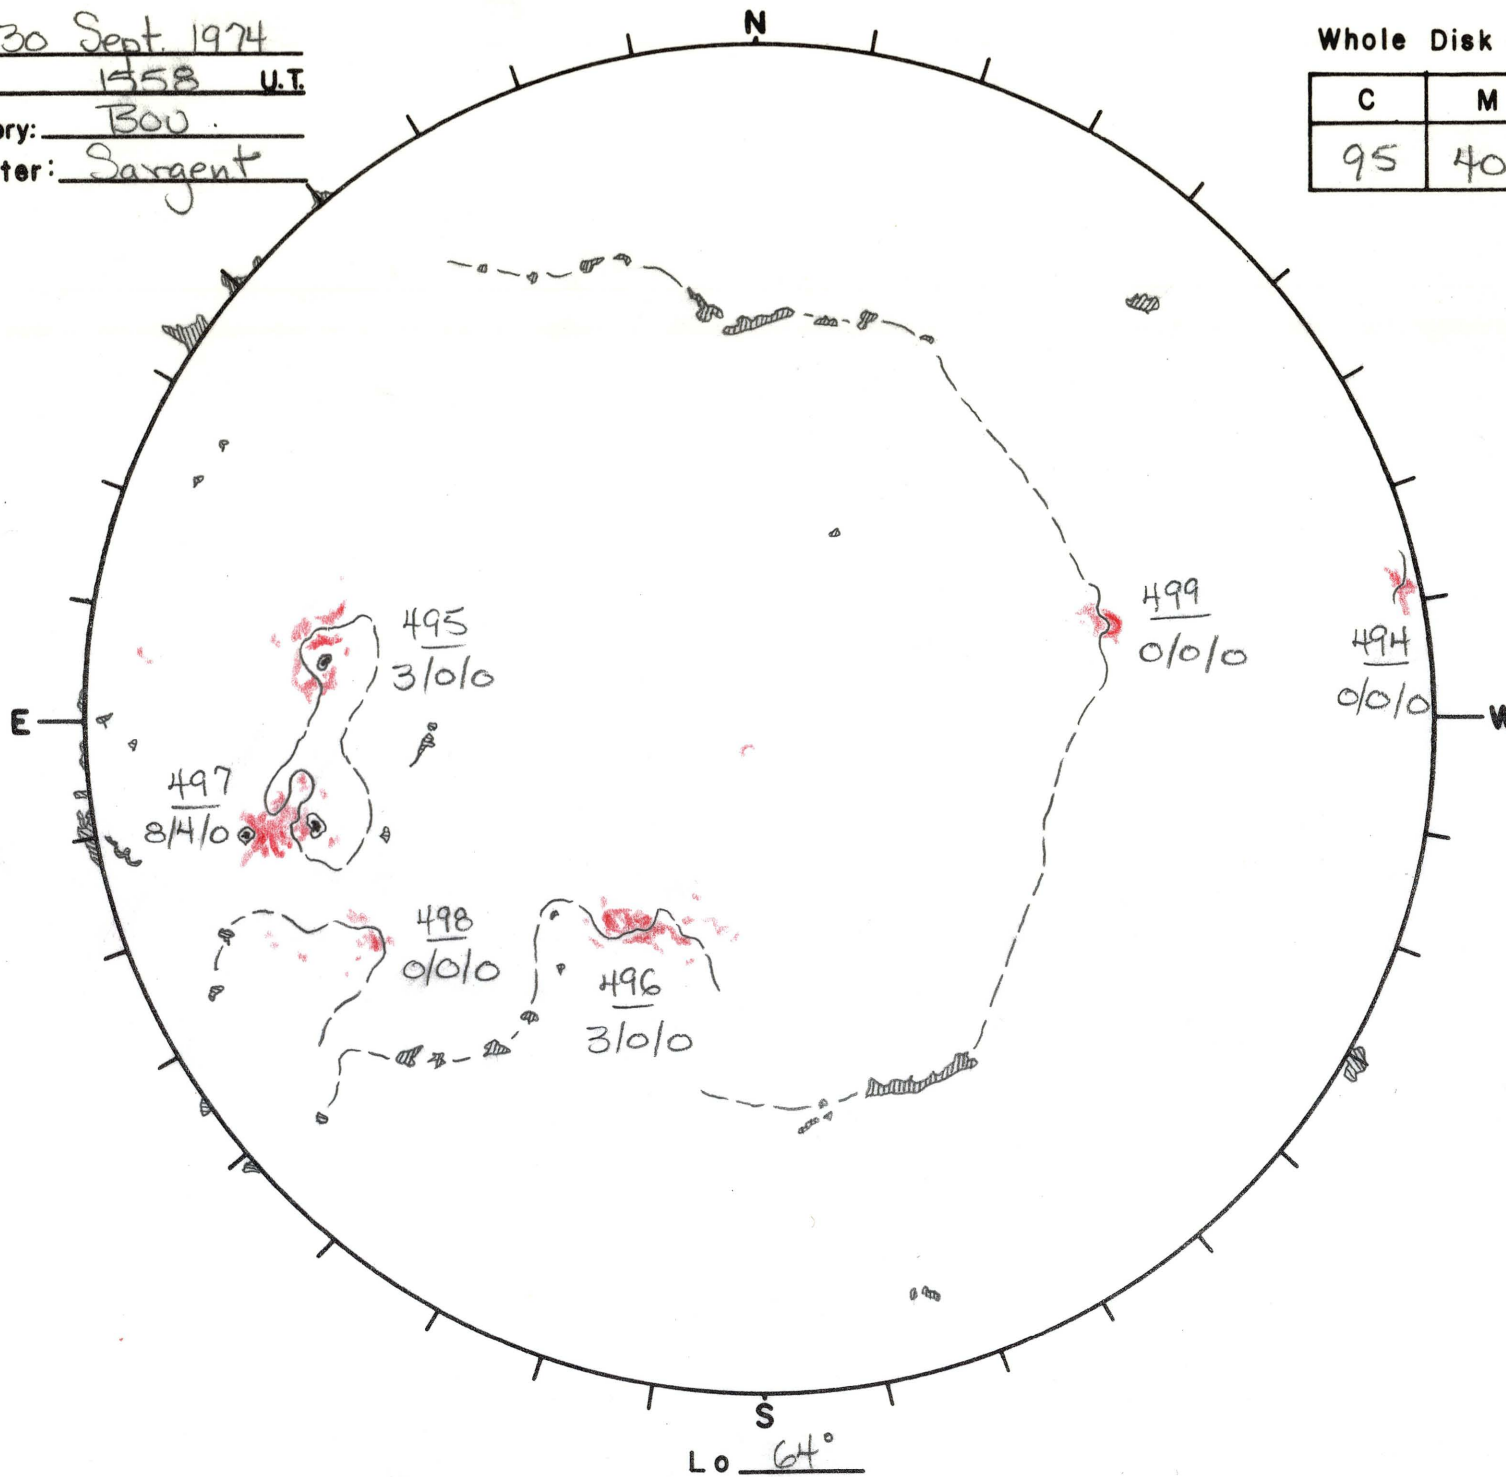 30 Sept. 1974
1558 U.T.
ry: Bou.
ter: Sargent
N
Whole Disk
C M
95 40
495
3/0/0
499
0/0/0
494
0/0/0
E
W
497
8/4/0
498
0/0/0
496
3/0/0
S
Lo 64°